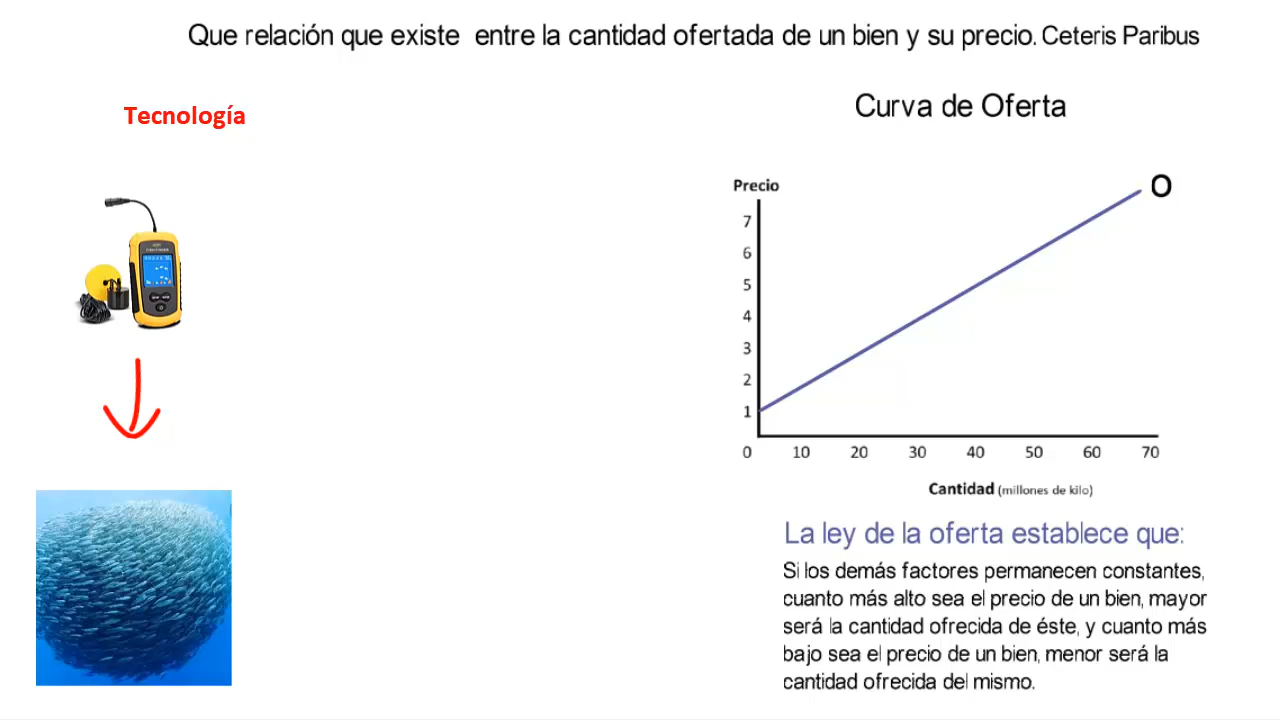 Que relación que existe entre la cantidad ofertada de un bien y su precio. Ceteris Paribus
Tecnología
Curva de Oferta
Precio
O
7
6
5
4
3
2
1
0 10 20 30 40 50 60 70
Cantidad (millones de kilo)
La ley de la oferta establece que:
Si los demás factores permanecen constantes,
cuanto más alto sea el precio de un bien, mayor
será la cantidad ofrecida de éste, y cuanto más
bajo sea el precio de un bien, menor será la
cantidad ofrecida del mismo.